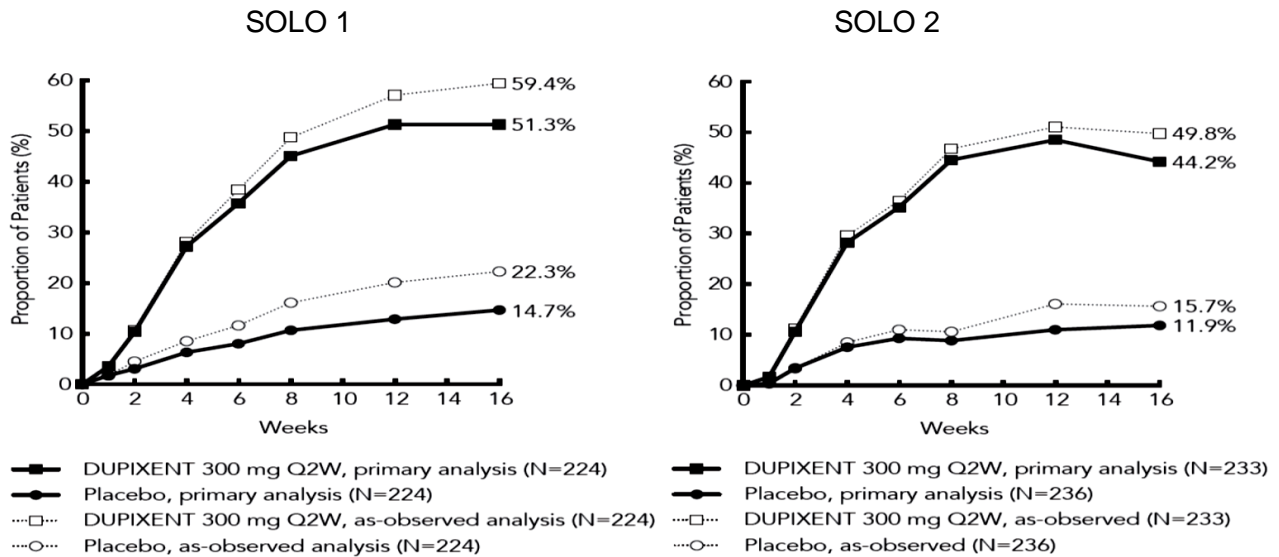 SOLO 1
60
50
40
30
20
10
0
Proportion of Patients (%)
59.4%
51.3%
22.3%
14.7%
0 2 4 6 8 10 12 14 16
Weeks
DUPIXENT 300 mg Q2W, primary analysis (N=224)
Placebo, primary analysis (N=224)
DUPIXENT 300 mg Q2W, as-observed analysis (N=224)
Placebo, as-observed analysis (N=224)
SOLO 2
60
50
40
30
20
10
0
Proportion of Patients (%)
49.8%
44.2%
15.7%
11.9%
0 2 4 6 8 10 12 14 16
Weeks
DUPIXENT 300 mg Q2W, primary analysis (N=233)
Placebo, primary analysis (N=236)
DUPIXENT 300 mg Q2W, as-observed (N=233)
Placebo, as-observed (N=236)